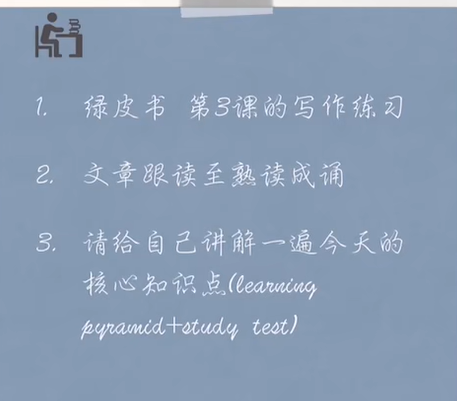 1. 绿皮书 第3课的写作练习
2. 文章跟读至熟读成诵
3. 请给自己讲解一遍今天的
核心知识点(learning
pyramid+study test)